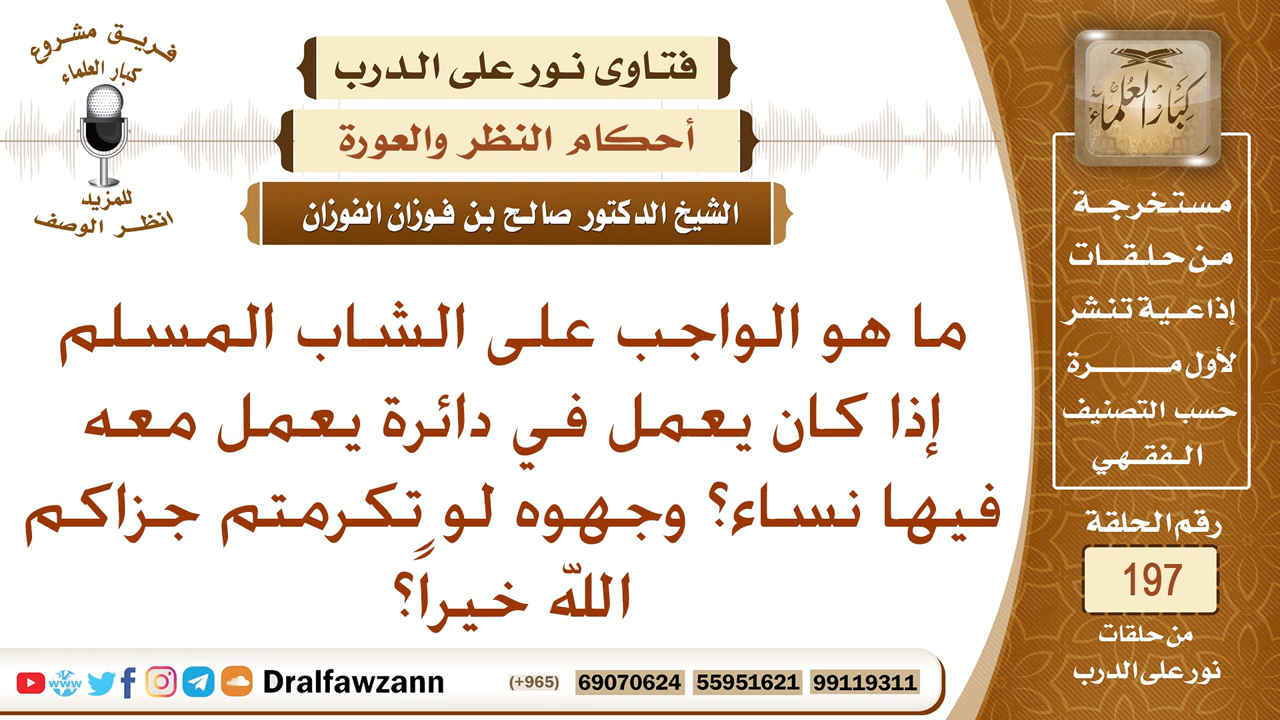 فريق مشروع
كبار العلماء
للمزيد
انظر الوصف
فتاوى نور على الدرب
أحكام النظر والعورة
الشيخ الدكتور صالح بن فوزان الفوزان
ما هو الواجب على الشاب المسلم
إذا كان يعمل في دائرة يعمل معه
فيها نساء؟ وجهوه لو تكرمتم جزاكم
الله خيراً؟
كبار العلماء
مستخرجة
من حلقات
إذاعية تنشر
لأول مرة
حسب التصنيف
الفقهي
رقم الحلقة
197
من حلقات
نور على الدرب
www Dralfawzann (+965) 69070624 55951621 99119311